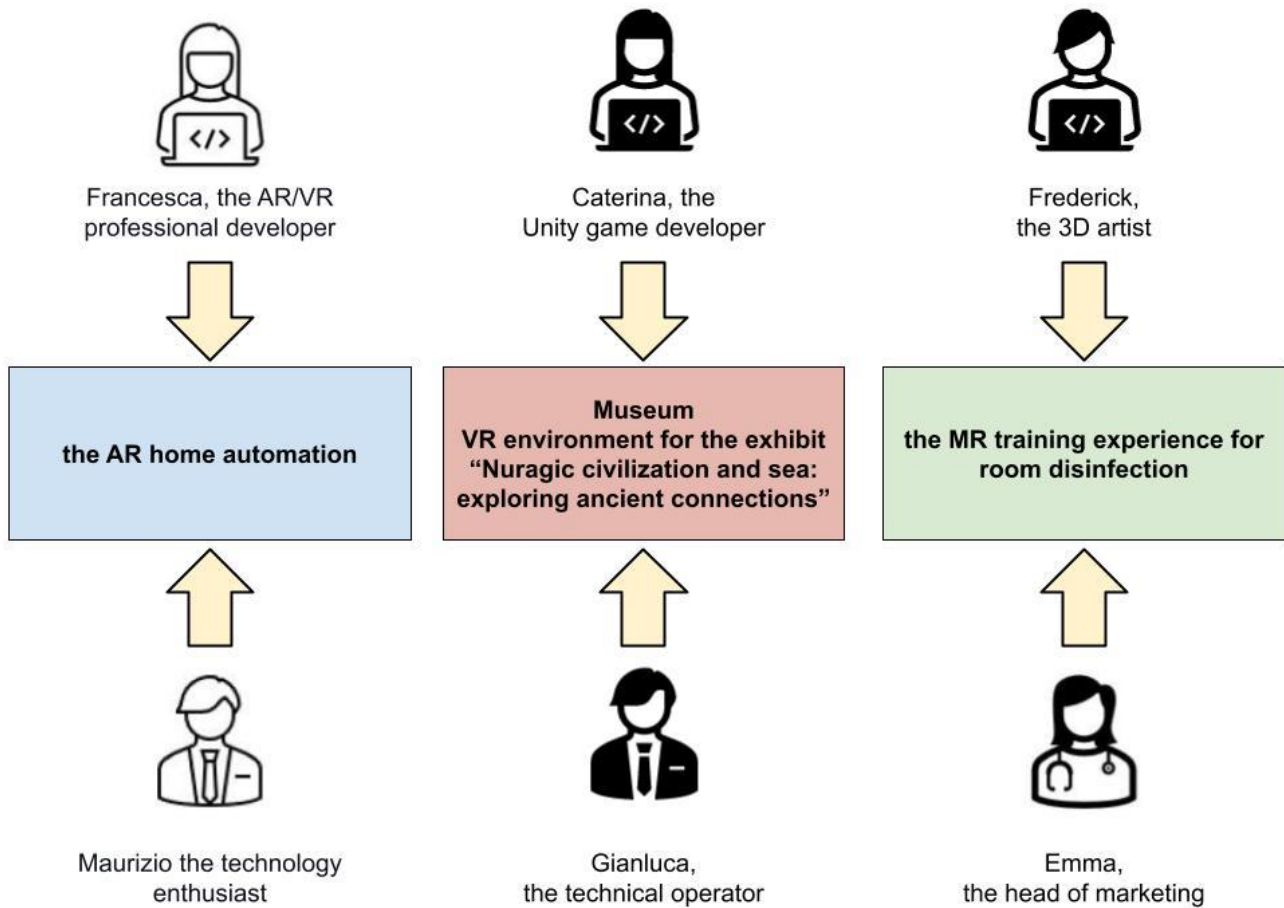 </>
</>
</>
Francesca, the AR/VR
professional developer
Caterina, the
Unity game developer
Frederick,
the 3D artist
the AR home automation
Museum
VR environment for the exhibit
“Nuragic civilization and sea:
exploring ancient connections”
the MR training experience for
room disinfection
Maurizio the technology
enthusiast
Gianluca,
the technical operator
Emma,
the head of marketing